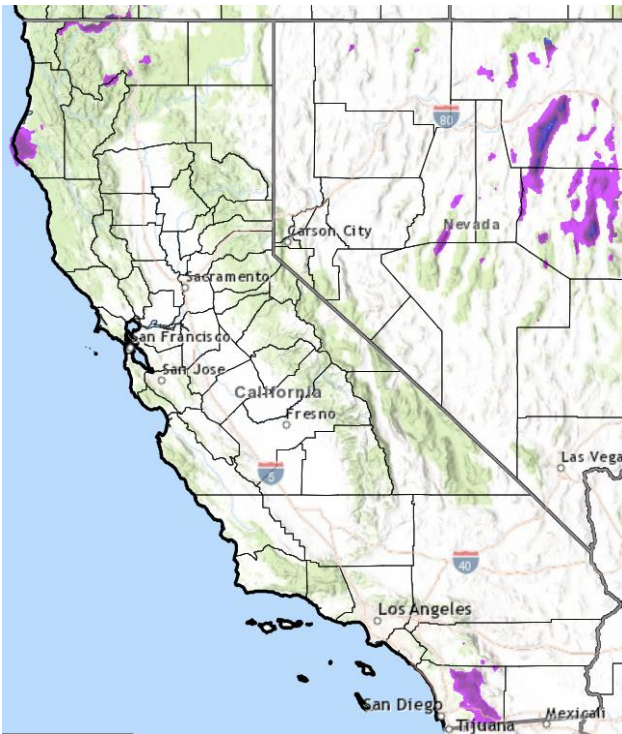 80
Carson City
Nevada
Sacramento
San Francisco
San Jose
California
Fresno
Las Vega
5
40
Los Angeles
San Diego
Mexicali
Tijuana